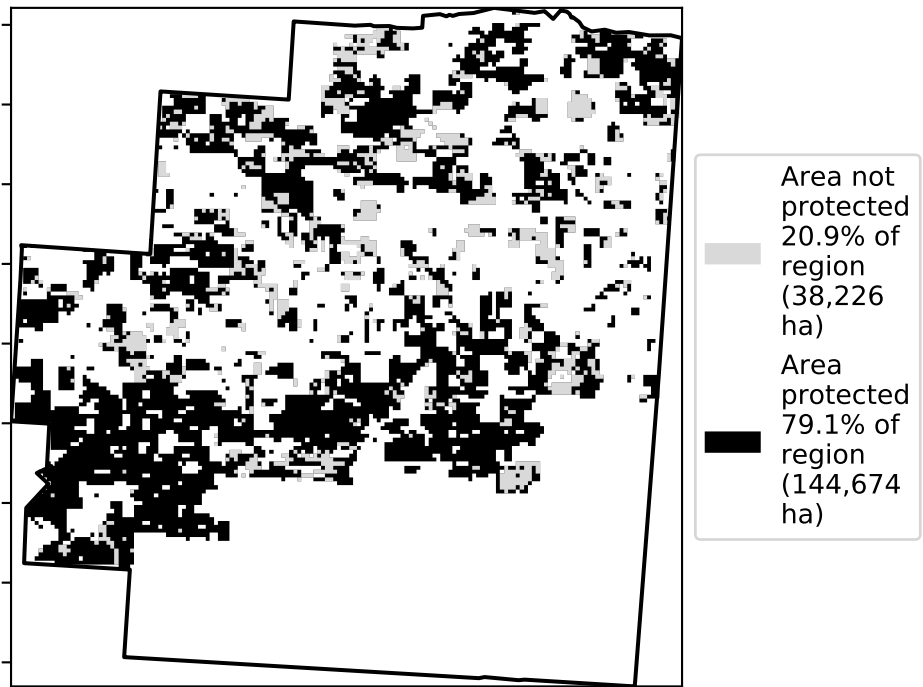 Area not
protected
20.9% of
region
(38,226
ha)
Area
protected
79.1% of
region
(144,674
ha)